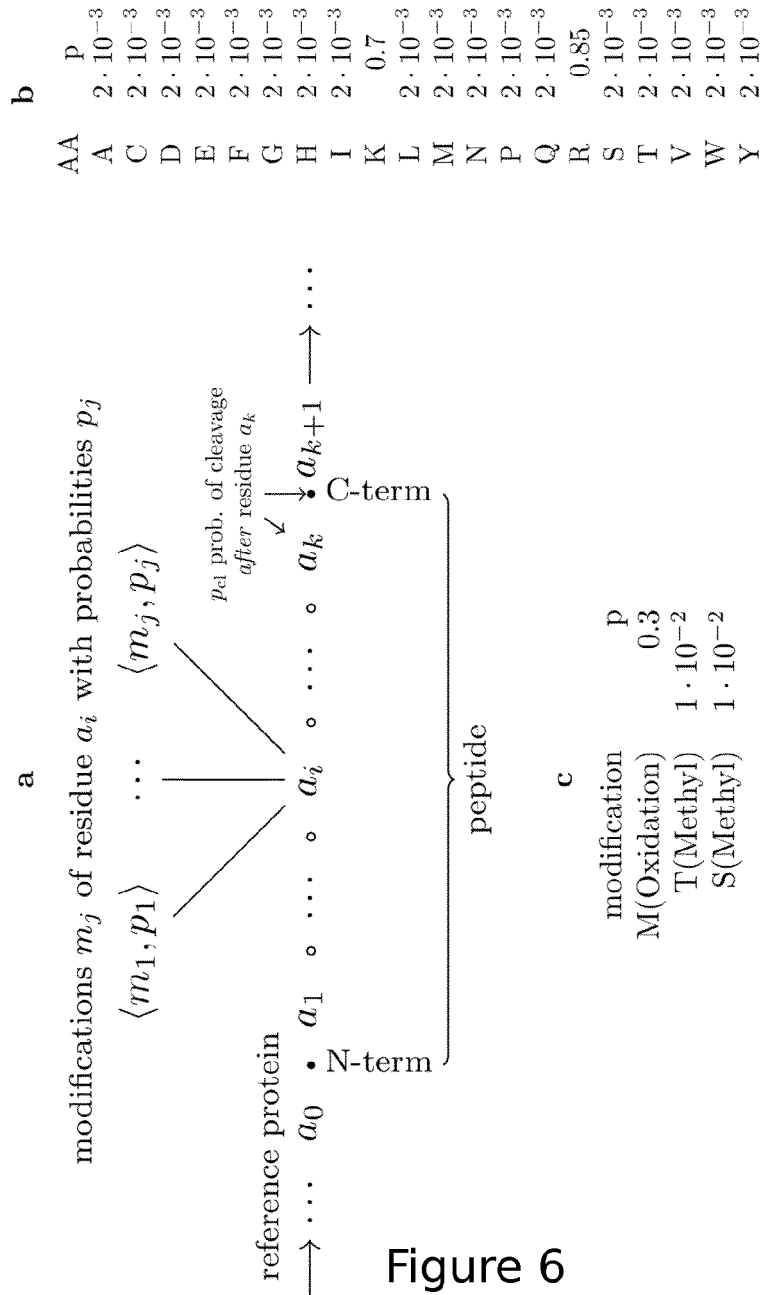 a
modifications m_j of residue a_i with probabilities p_j
⟨m_1, p_1⟩ ⋯ ⟨m_j, p_j⟩
reference protein
p_cl prob. of cleavage
after residue a_k
⋯ a_0 • a_1 ∘ ⋯ ∘ a_i ∘ ⋯ ∘ a_k • a_{k+1} ⋯
N-term C-term
peptide
b
AA p
A 2 · 10^{-3}
C 2 · 10^{-3}
D 2 · 10^{-3}
E 2 · 10^{-3}
F 2 · 10^{-3}
G 2 · 10^{-3}
H 2 · 10^{-3}
I 2 · 10^{-3}
K 0.7
L 2 · 10^{-3}
M 2 · 10^{-3}
N 2 · 10^{-3}
P 2 · 10^{-3}
Q 2 · 10^{-3}
R 0.85
S 2 · 10^{-3}
T 2 · 10^{-3}
V 2 · 10^{-3}
W 2 · 10^{-3}
Y 2 · 10^{-3}
c
modification p
M(Oxidation) 0.3
T(Methyl) 1 · 10^{-2}
S(Methyl) 1 · 10^{-2}
Figure 6